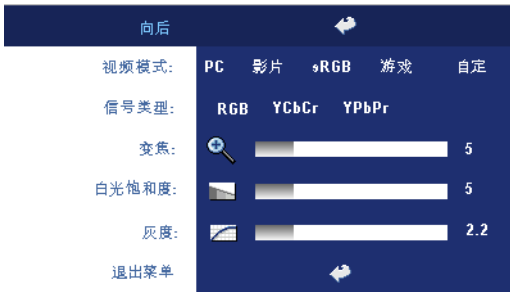 向后
视频模式: PC 影片 sRGB 游戏 自定
信号类型: RGB YCbCr YPbPr
变焦: 5
白光饱和度: 5
灰度: 2.2
退出菜单